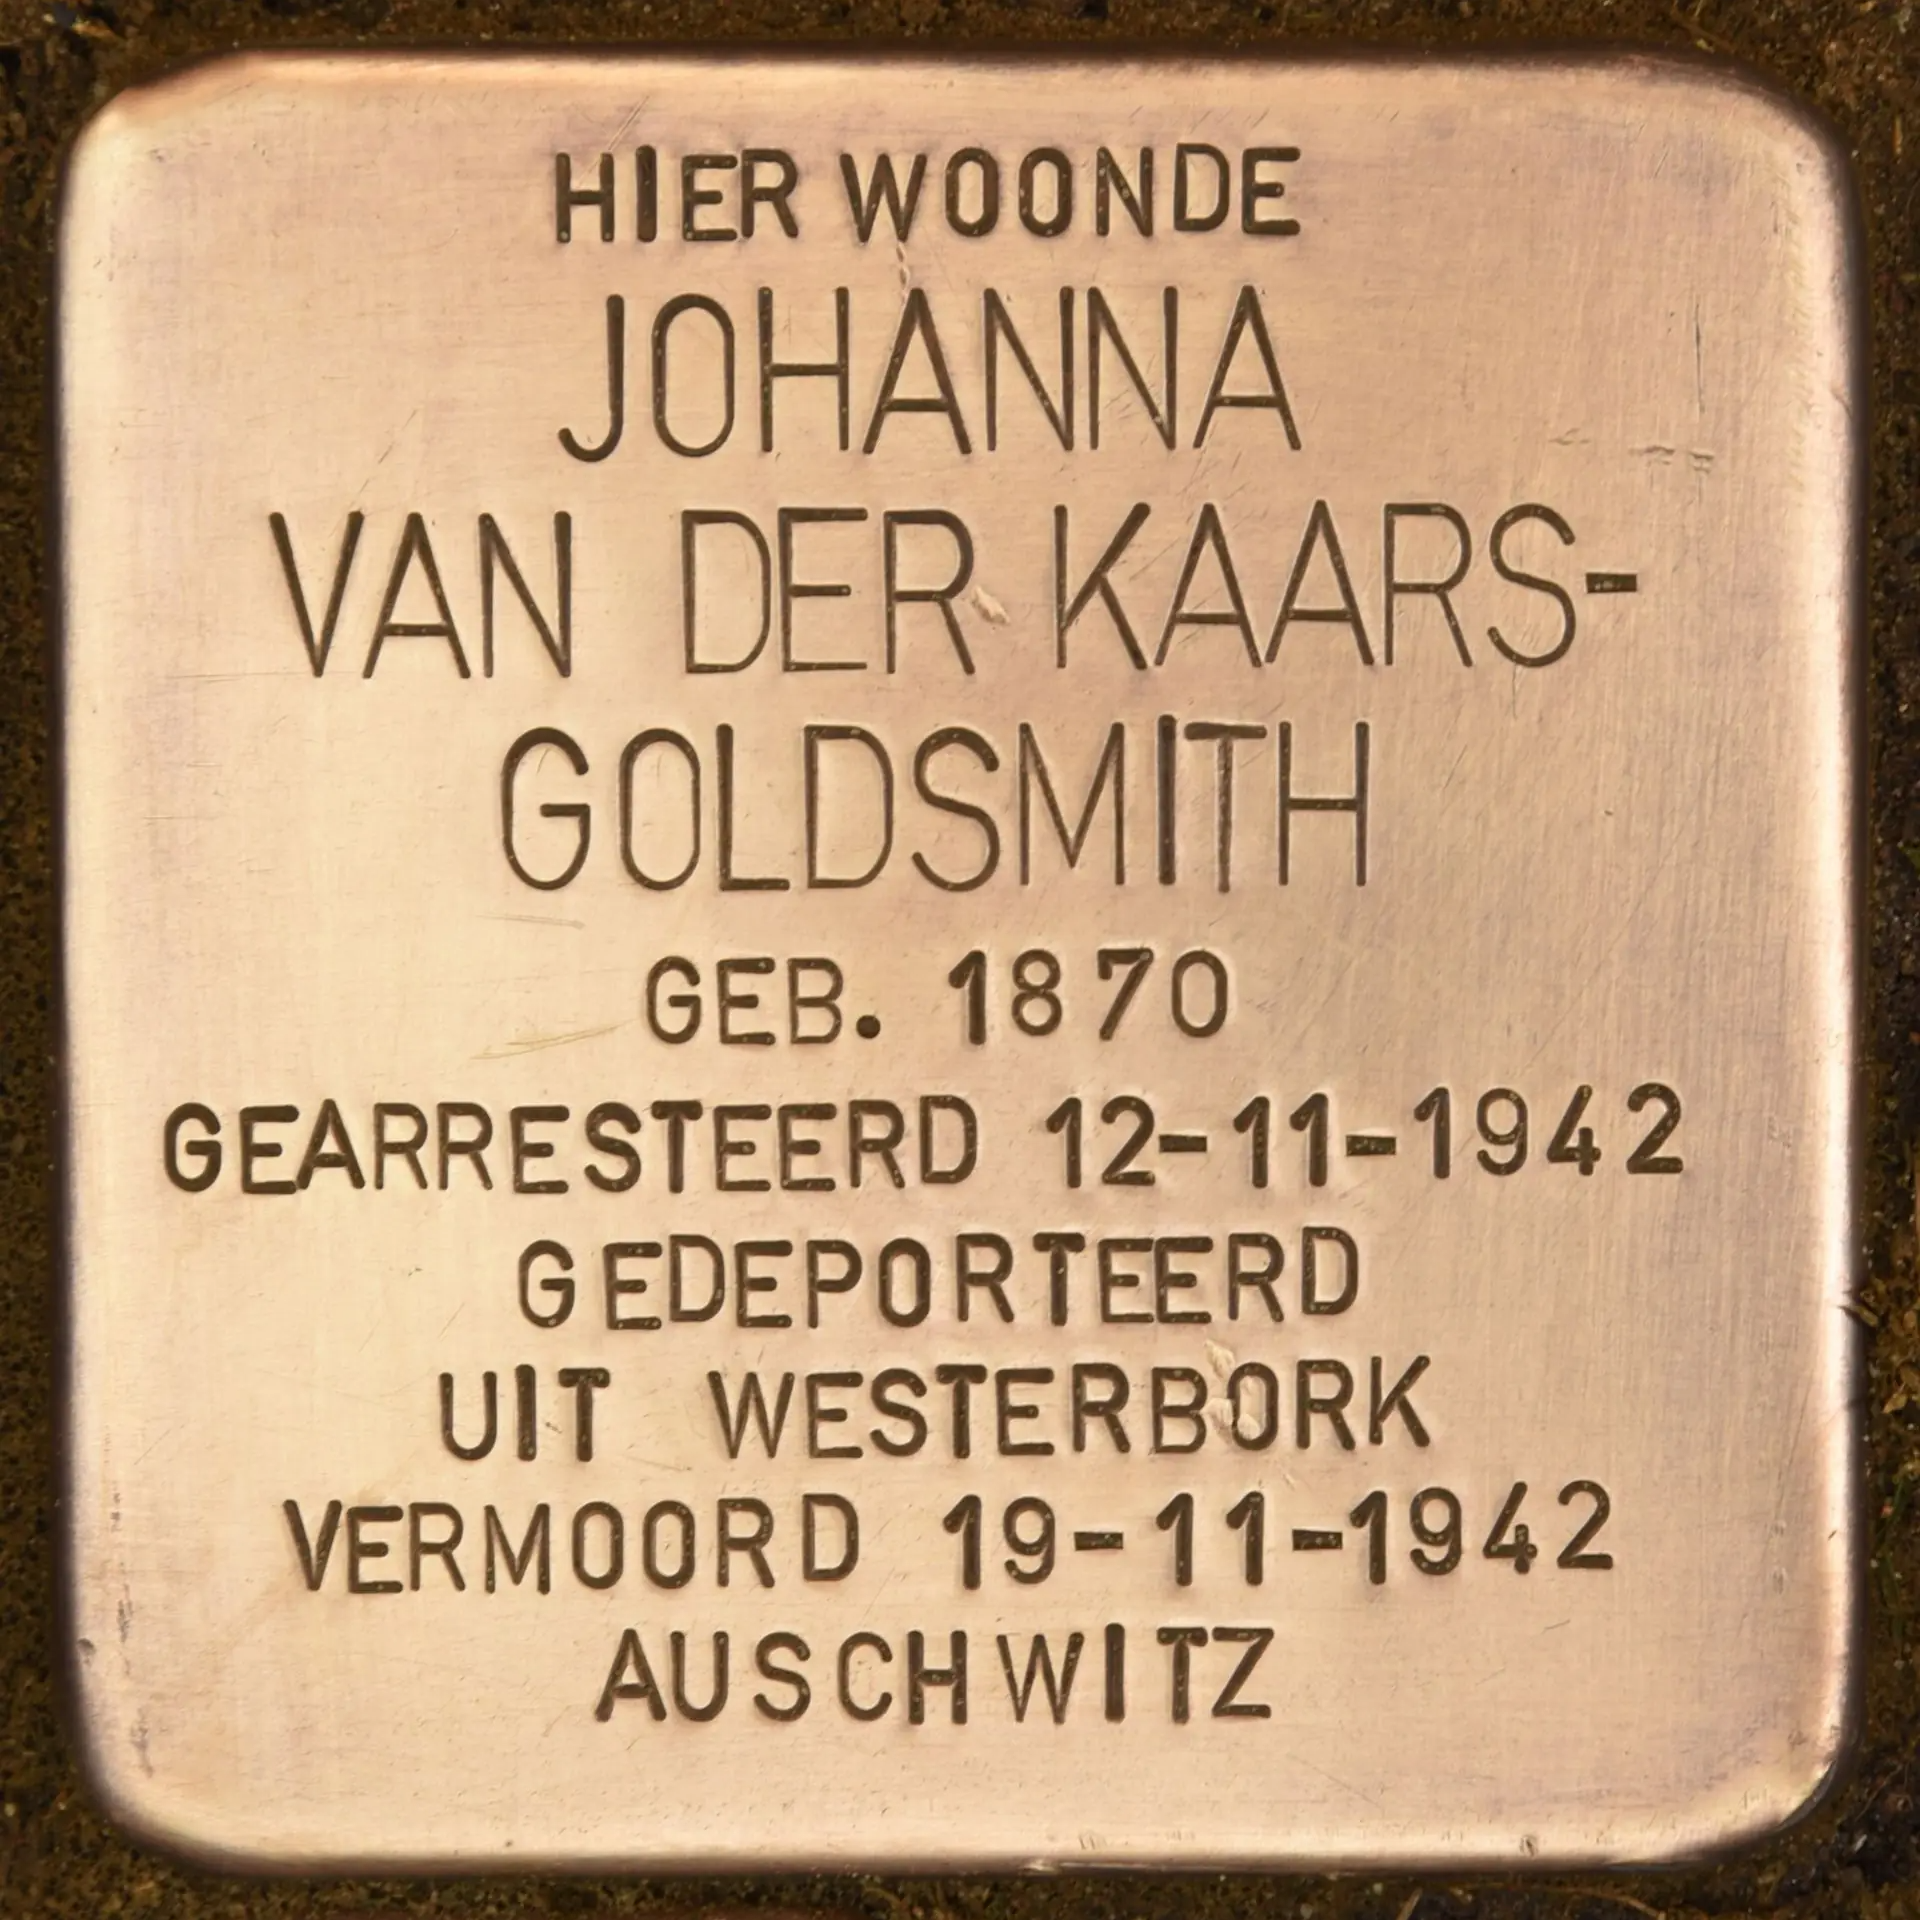 HIER WOONDE
JOHANNA
VAN DER KAARS-
GOLDSMITH
GEB. 1870
GEARRESTEERD 12-11-1942
GEDEPORTEERD
UIT WESTERBORK
VERMOORD 19-11-1942
AUSCHWITZ